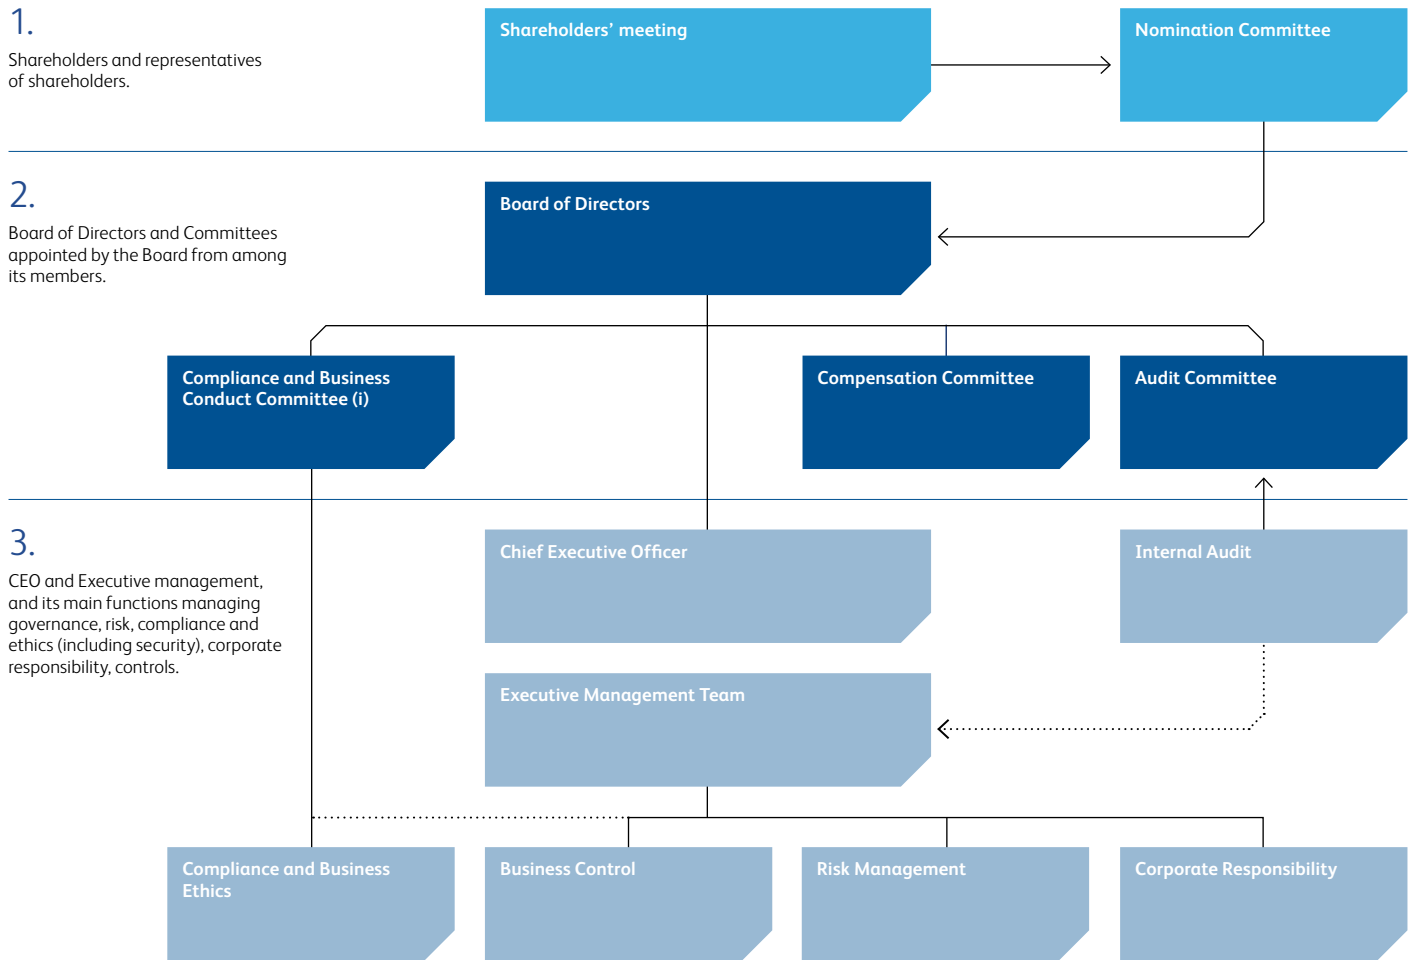 1.
Shareholders and representatives
of shareholders.
Shareholders’ meeting
Nomination Committee
2.
Board of Directors and Committees
appointed by the Board from among
its members.
Board of Directors
Compliance and Business
Conduct Committee (i)
Compensation Committee
Audit Committee
3.
CEO and Executive management,
and its main functions managing
governance, risk, compliance and
ethics (including security), corporate
responsibility, controls.
Chief Executive Officer
Internal Audit
Executive Management Team
Compliance and Business
Ethics
Business Control
Risk Management
Corporate Responsibility